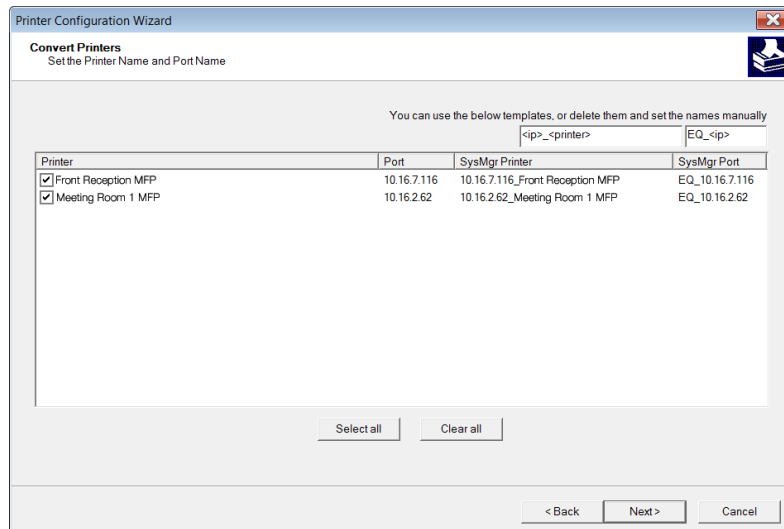 Printer Configuration Wizard
Convert Printers
Set the Printer Name and Port Name
You can use the below templates, or delete them and set the names manually
<ip>_<printer> EQ_<ip>
Printer Port SysMgr Printer SysMgr Port
Front Reception MFP 10.16.7.116 10.16.7.116_Front Reception MFP EQ_10.16.7.116
Meeting Room 1 MFP 10.16.2.62 10.16.2.62_Meeting Room 1 MFP EQ_10.16.2.62
Select all Clear all
< Back Next > Cancel